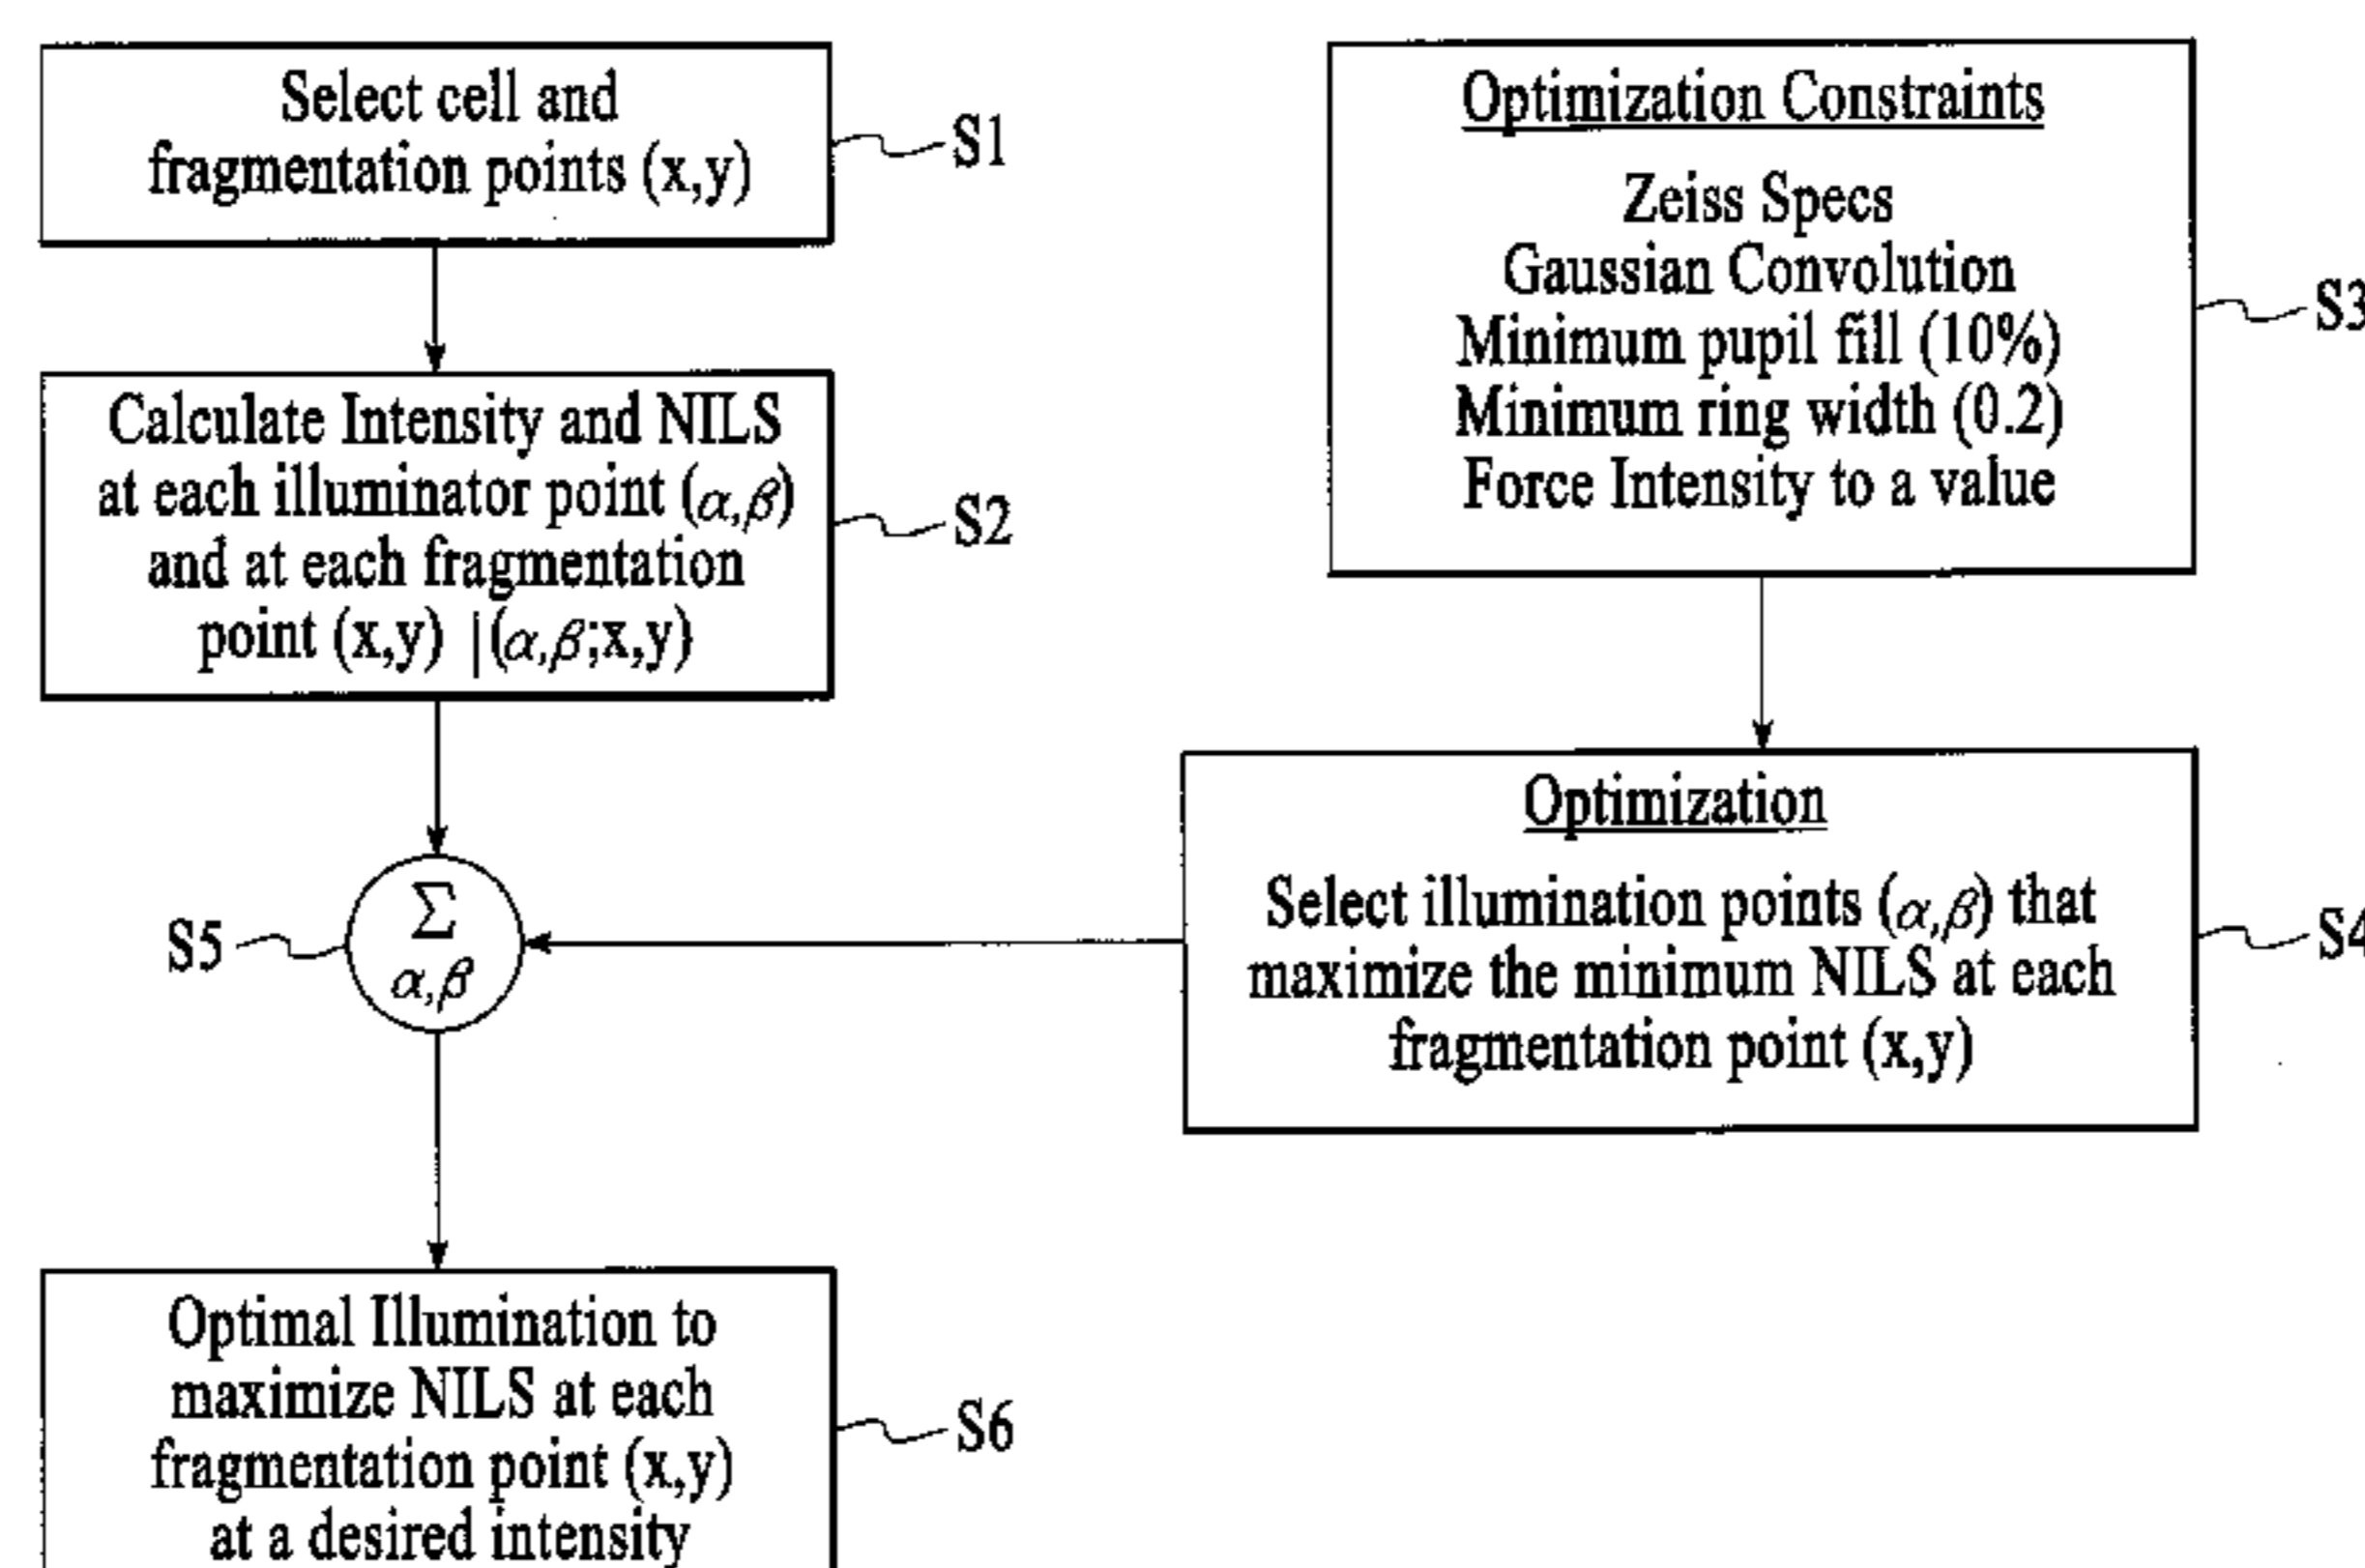 Select cell and
fragmentation points (x,y)
S1
Calculate Intensity and NILS
at each illuminator point (α,β)
and at each fragmentation
point (x,y) |(α,β;x,y)
S2
Optimization Constraints
Zeiss Specs
Gaussian Convolution
Minimum pupil fill (10%)
Minimum ring width (0.2)
Force Intensity to a value
S3
Optimization
Select illumination points (α,β) that
maximize the minimum NILS at each
fragmentation point (x,y)
S4
S5
Σ
α,β
Optimal Illumination to
maximize NILS at each
fragmentation point (x,y)
at a desired intensity
S6